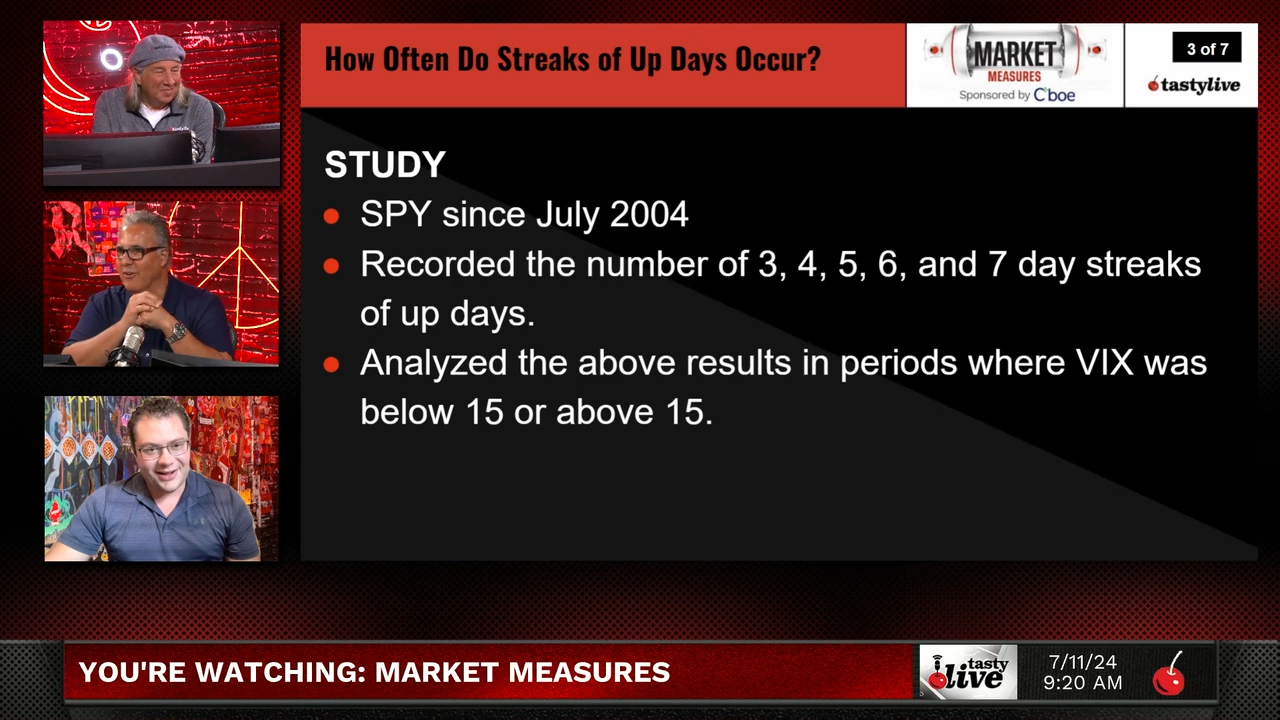 How Often Do Streaks of Up Days Occur?
MARKET
MEASURES
Sponsored by Cboe
3 of 7
tastylive
STUDY
SPY since July 2004
Recorded the number of 3, 4, 5, 6, and 7 day streaks
of up days.
Analyzed the above results in periods where VIX was
below 15 or above 15.
YOU'RE WATCHING: MARKET MEASURES
tasty
live
7/11/24
9:20 AM